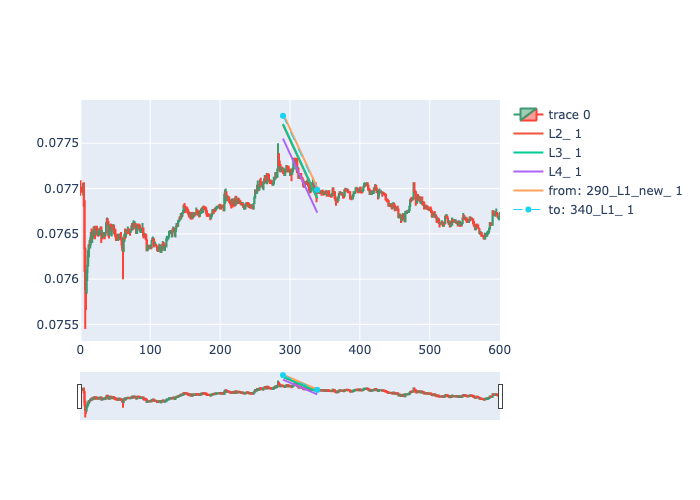 trace 0
L2_ 1
L3_ 1
L4_ 1
from: 290_L1_new_ 1
to: 340_L1_ 1
0.0775
0.077
0.0765
0.076
0.0755
0 100 200 300 400 500 600